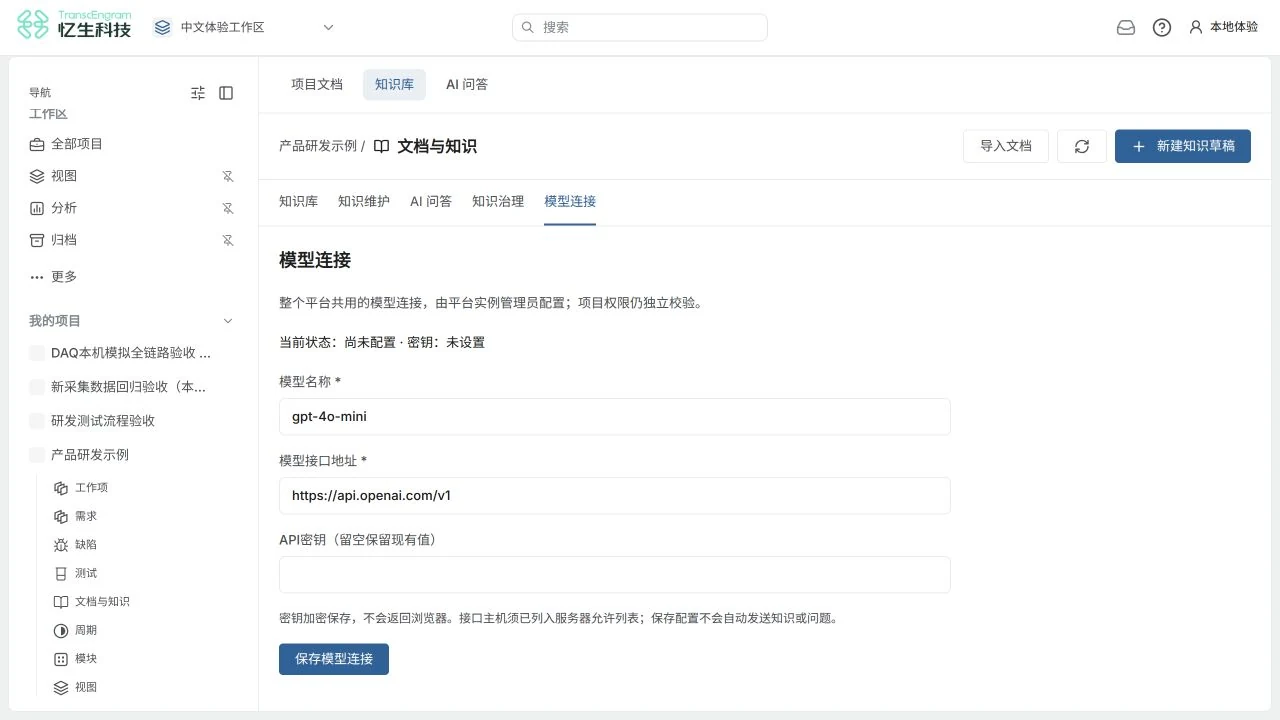 TranscEngram
忆生科技
中文体验工作区
搜索
本地体验
导航
工作区
全部项目
视图
分析
归档
更多
我的项目
DAQ本机模拟全链路验收 ...
新采集数据回归验收（本...
研发测试流程验收
产品研发示例
工作项
需求
缺陷
测试
文档与知识
周期
模块
视图
项目文档
知识库
AI 问答
产品研发示例 /
文档与知识
导入文档
新建知识草稿
知识库
知识维护
AI 问答
知识治理
模型连接
模型连接
整个平台共用的模型连接，由平台实例管理员配置；项目权限仍独立校验。
当前状态：尚未配置 · 密钥：未设置
模型名称 *
gpt-4o-mini
模型接口地址 *
https://api.openai.com/v1
API密钥（留空保留现有值）
密钥加密保存，不会返回浏览器。接口主机须已列入服务器允许列表；保存配置不会自动发送知识或问题。
保存模型连接